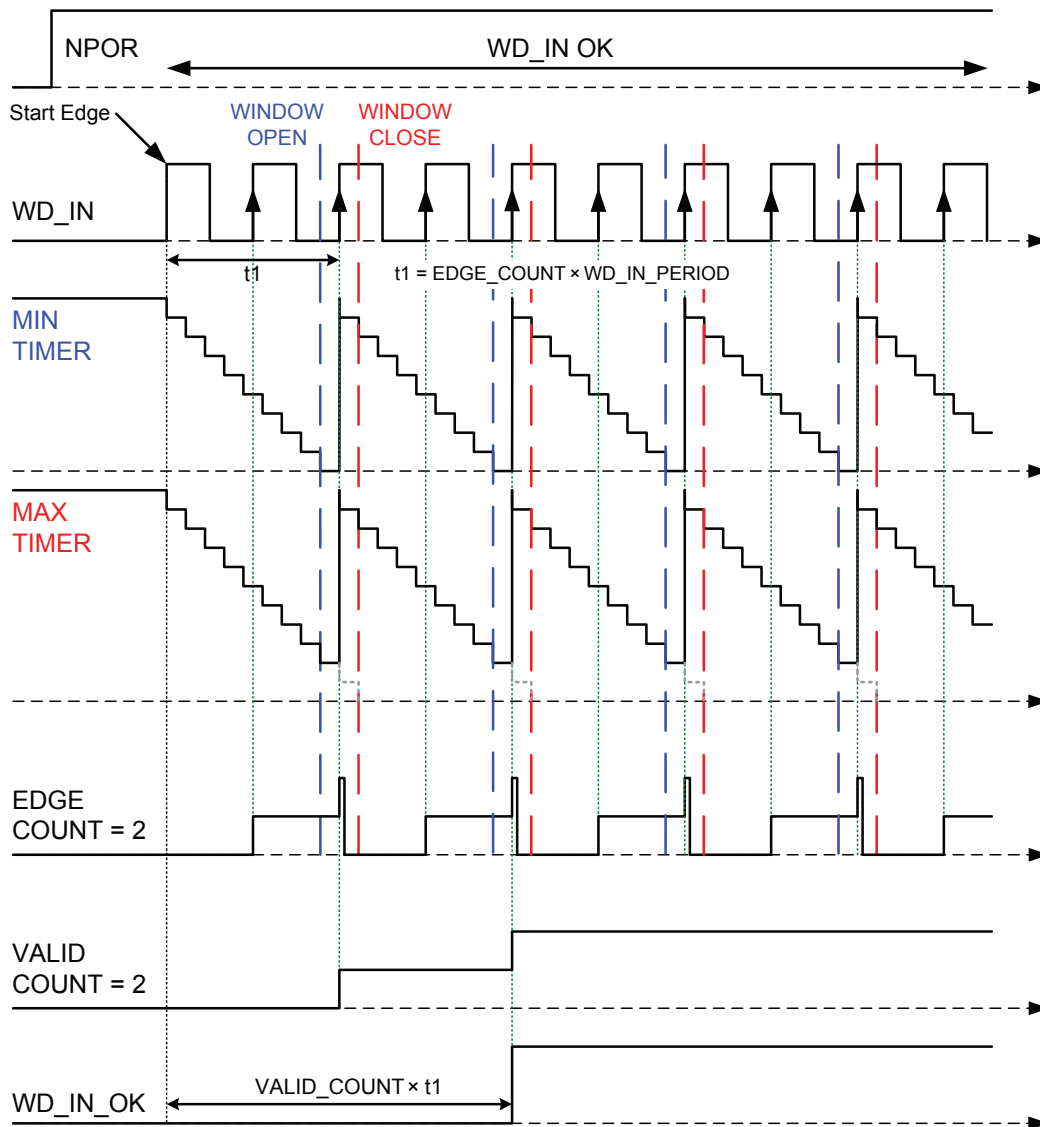 NPOR
WD_IN OK
Start Edge
WINDOW
OPEN
WINDOW
CLOSE
WD_IN
t1
t1 = EDGE_COUNT × WD_IN_PERIOD
MIN
TIMER
MAX
TIMER
EDGE
COUNT = 2
VALID
COUNT = 2
VALID_COUNT × t1
WD_IN_OK